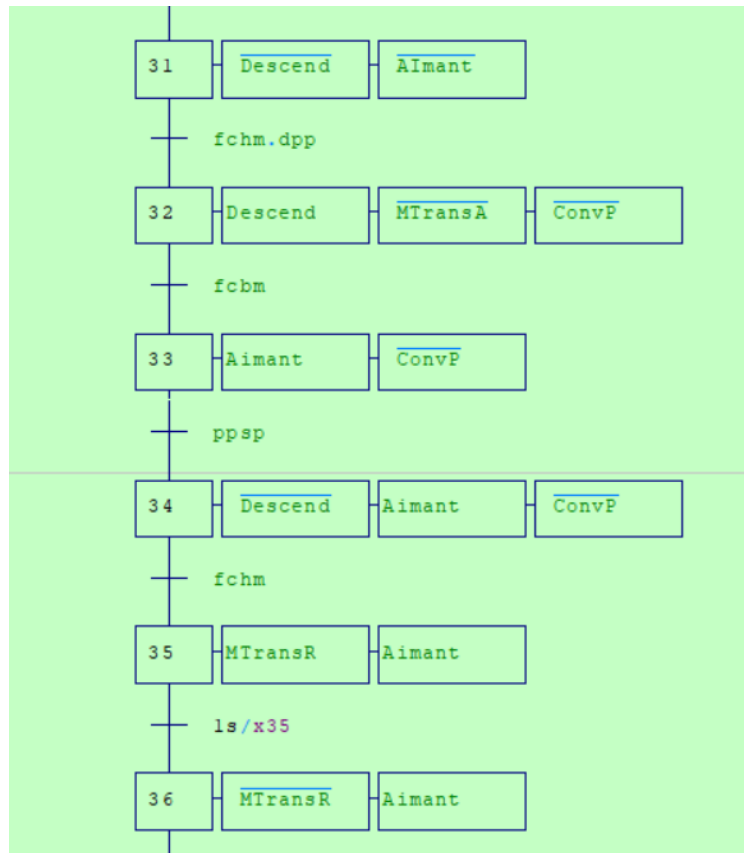 31 Descend AImant
fchm.dpp
32 Descend MTransA ConvP
fcbm
33 Aimant ConvP
ppsp
34 Descend Aimant ConvP
fchm
35 MTransR Aimant
1s/x35
36 MTransR Aimant